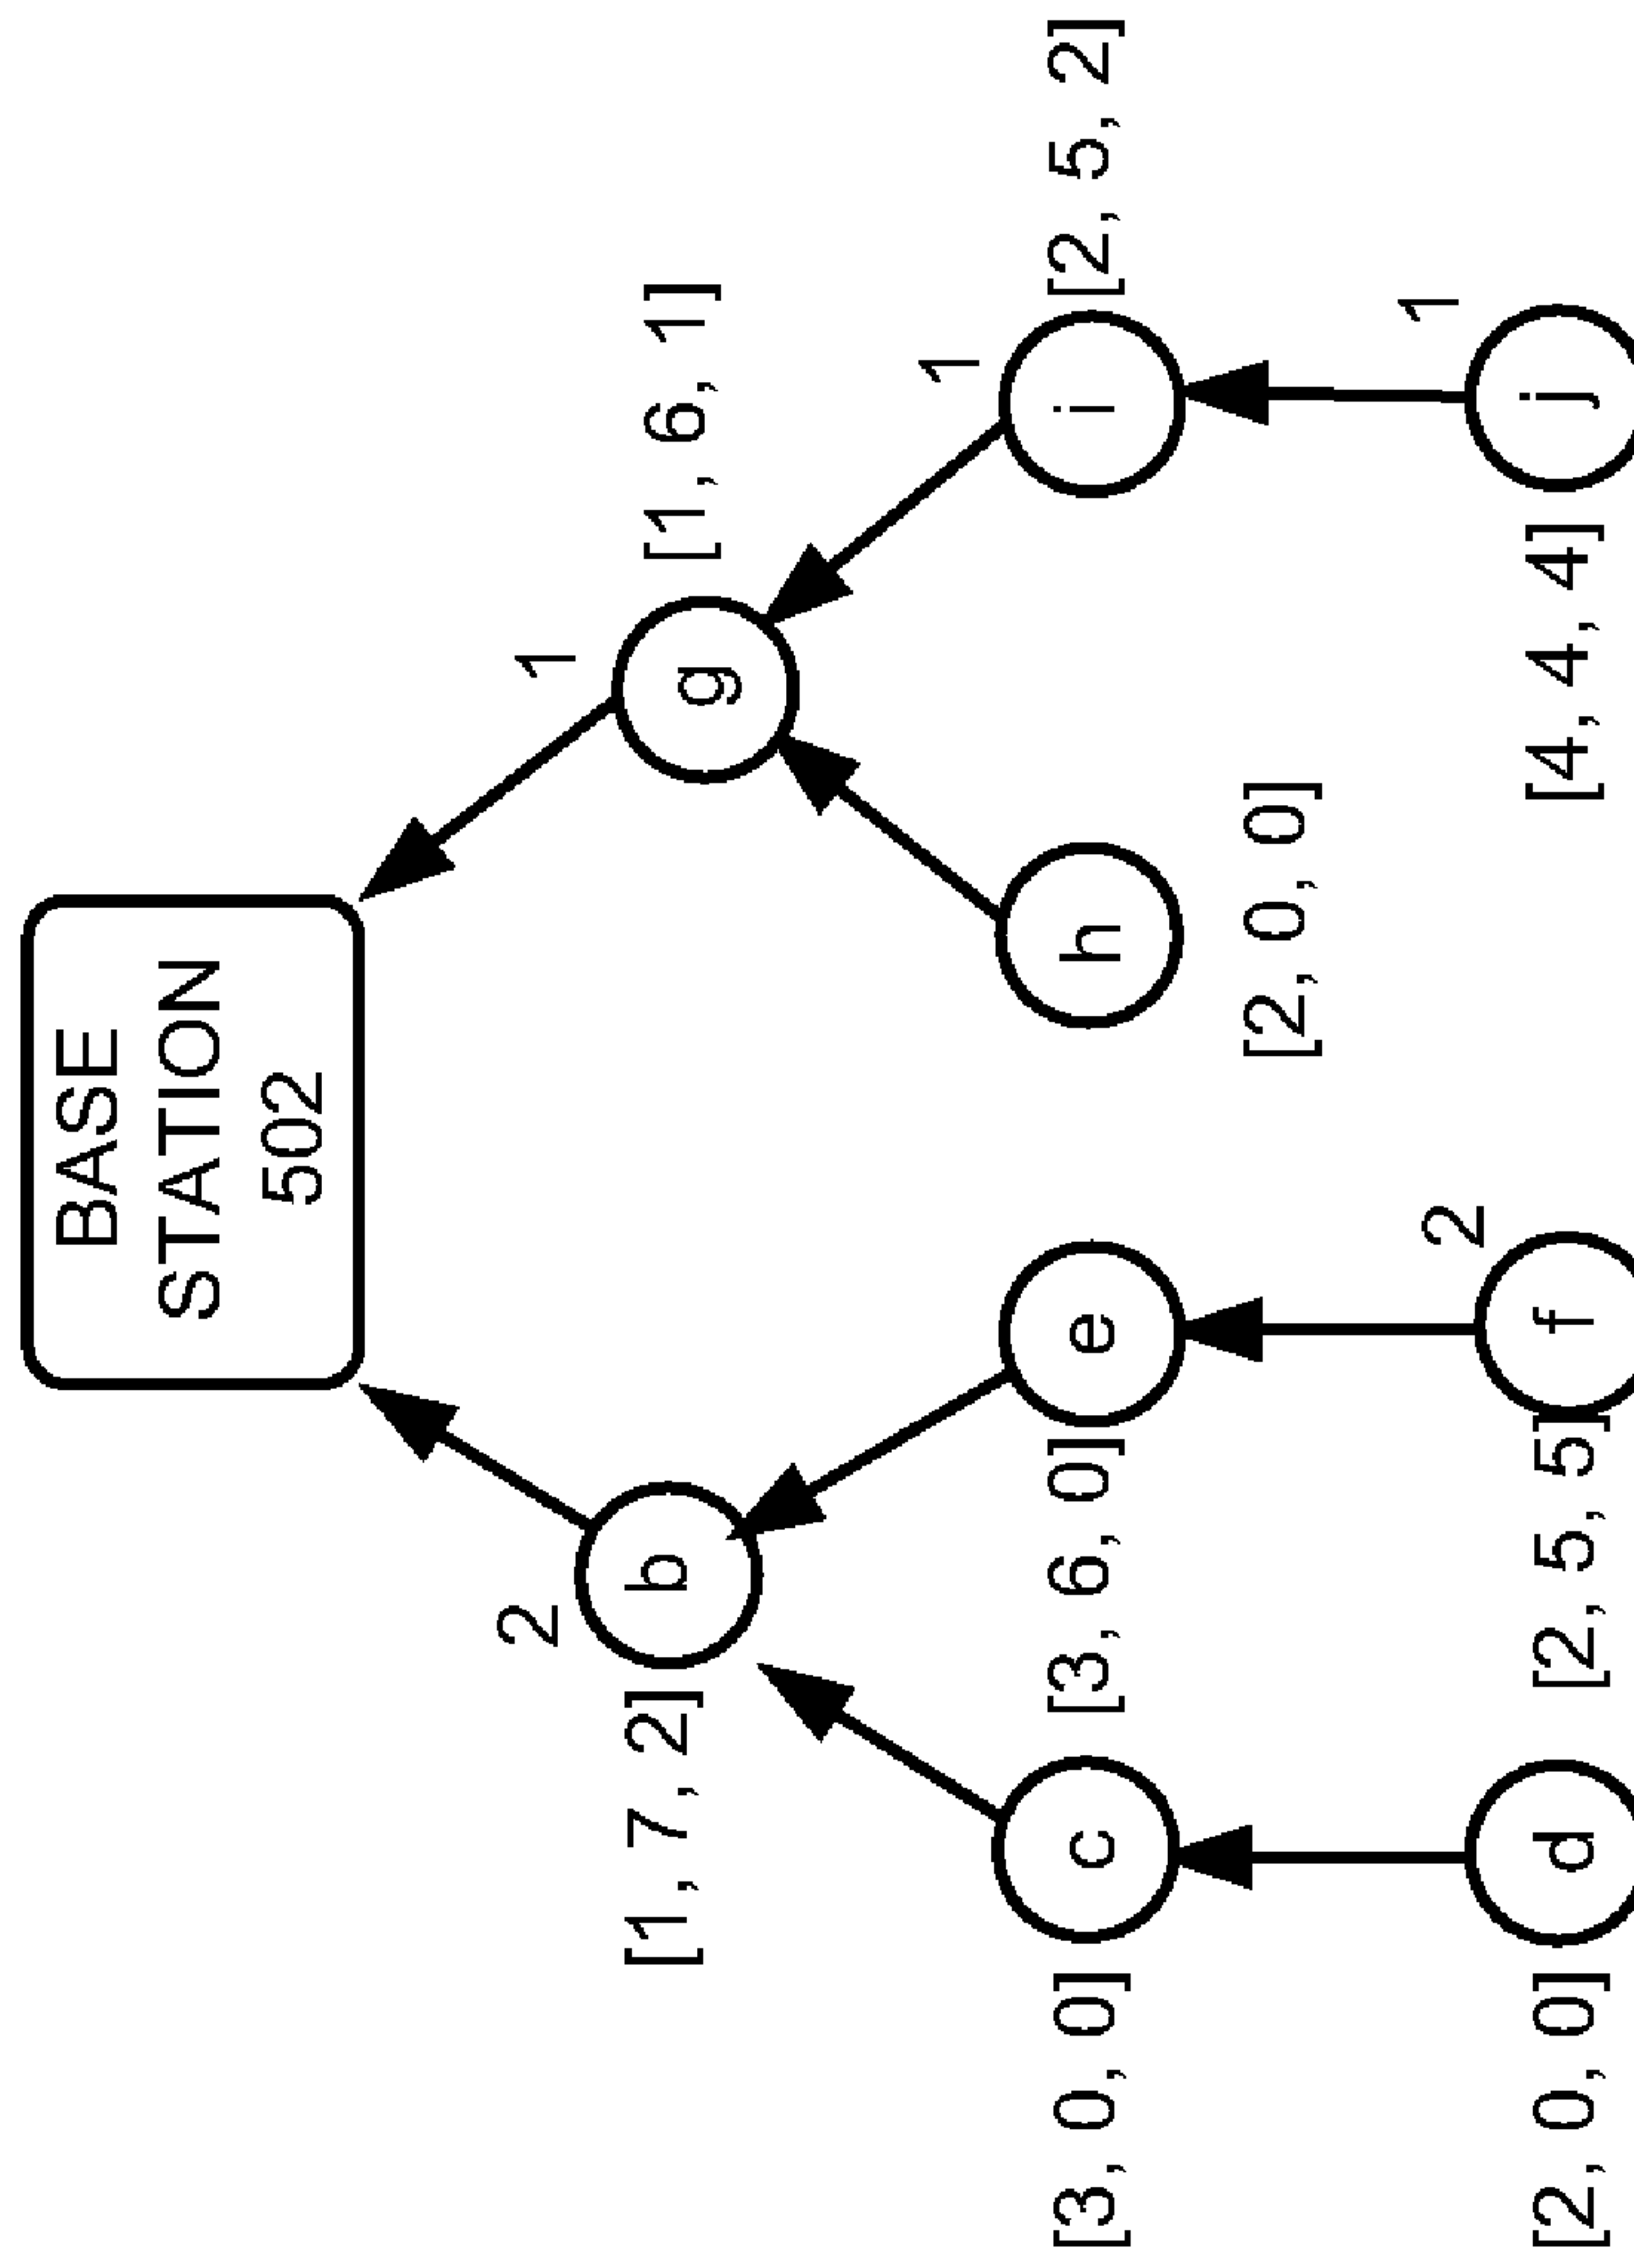 BASE
STATION
502
2
1
[1, 7, 2]
b
g
[1, 6, 1]
1
[3, 0, 0]
c
[3, 6, 0]
e
h
i
[2, 5, 2]
[2, 0, 0]
2
1
[2, 0, 0]
d
[2, 5, 5]
f
[4, 4, 4]
j